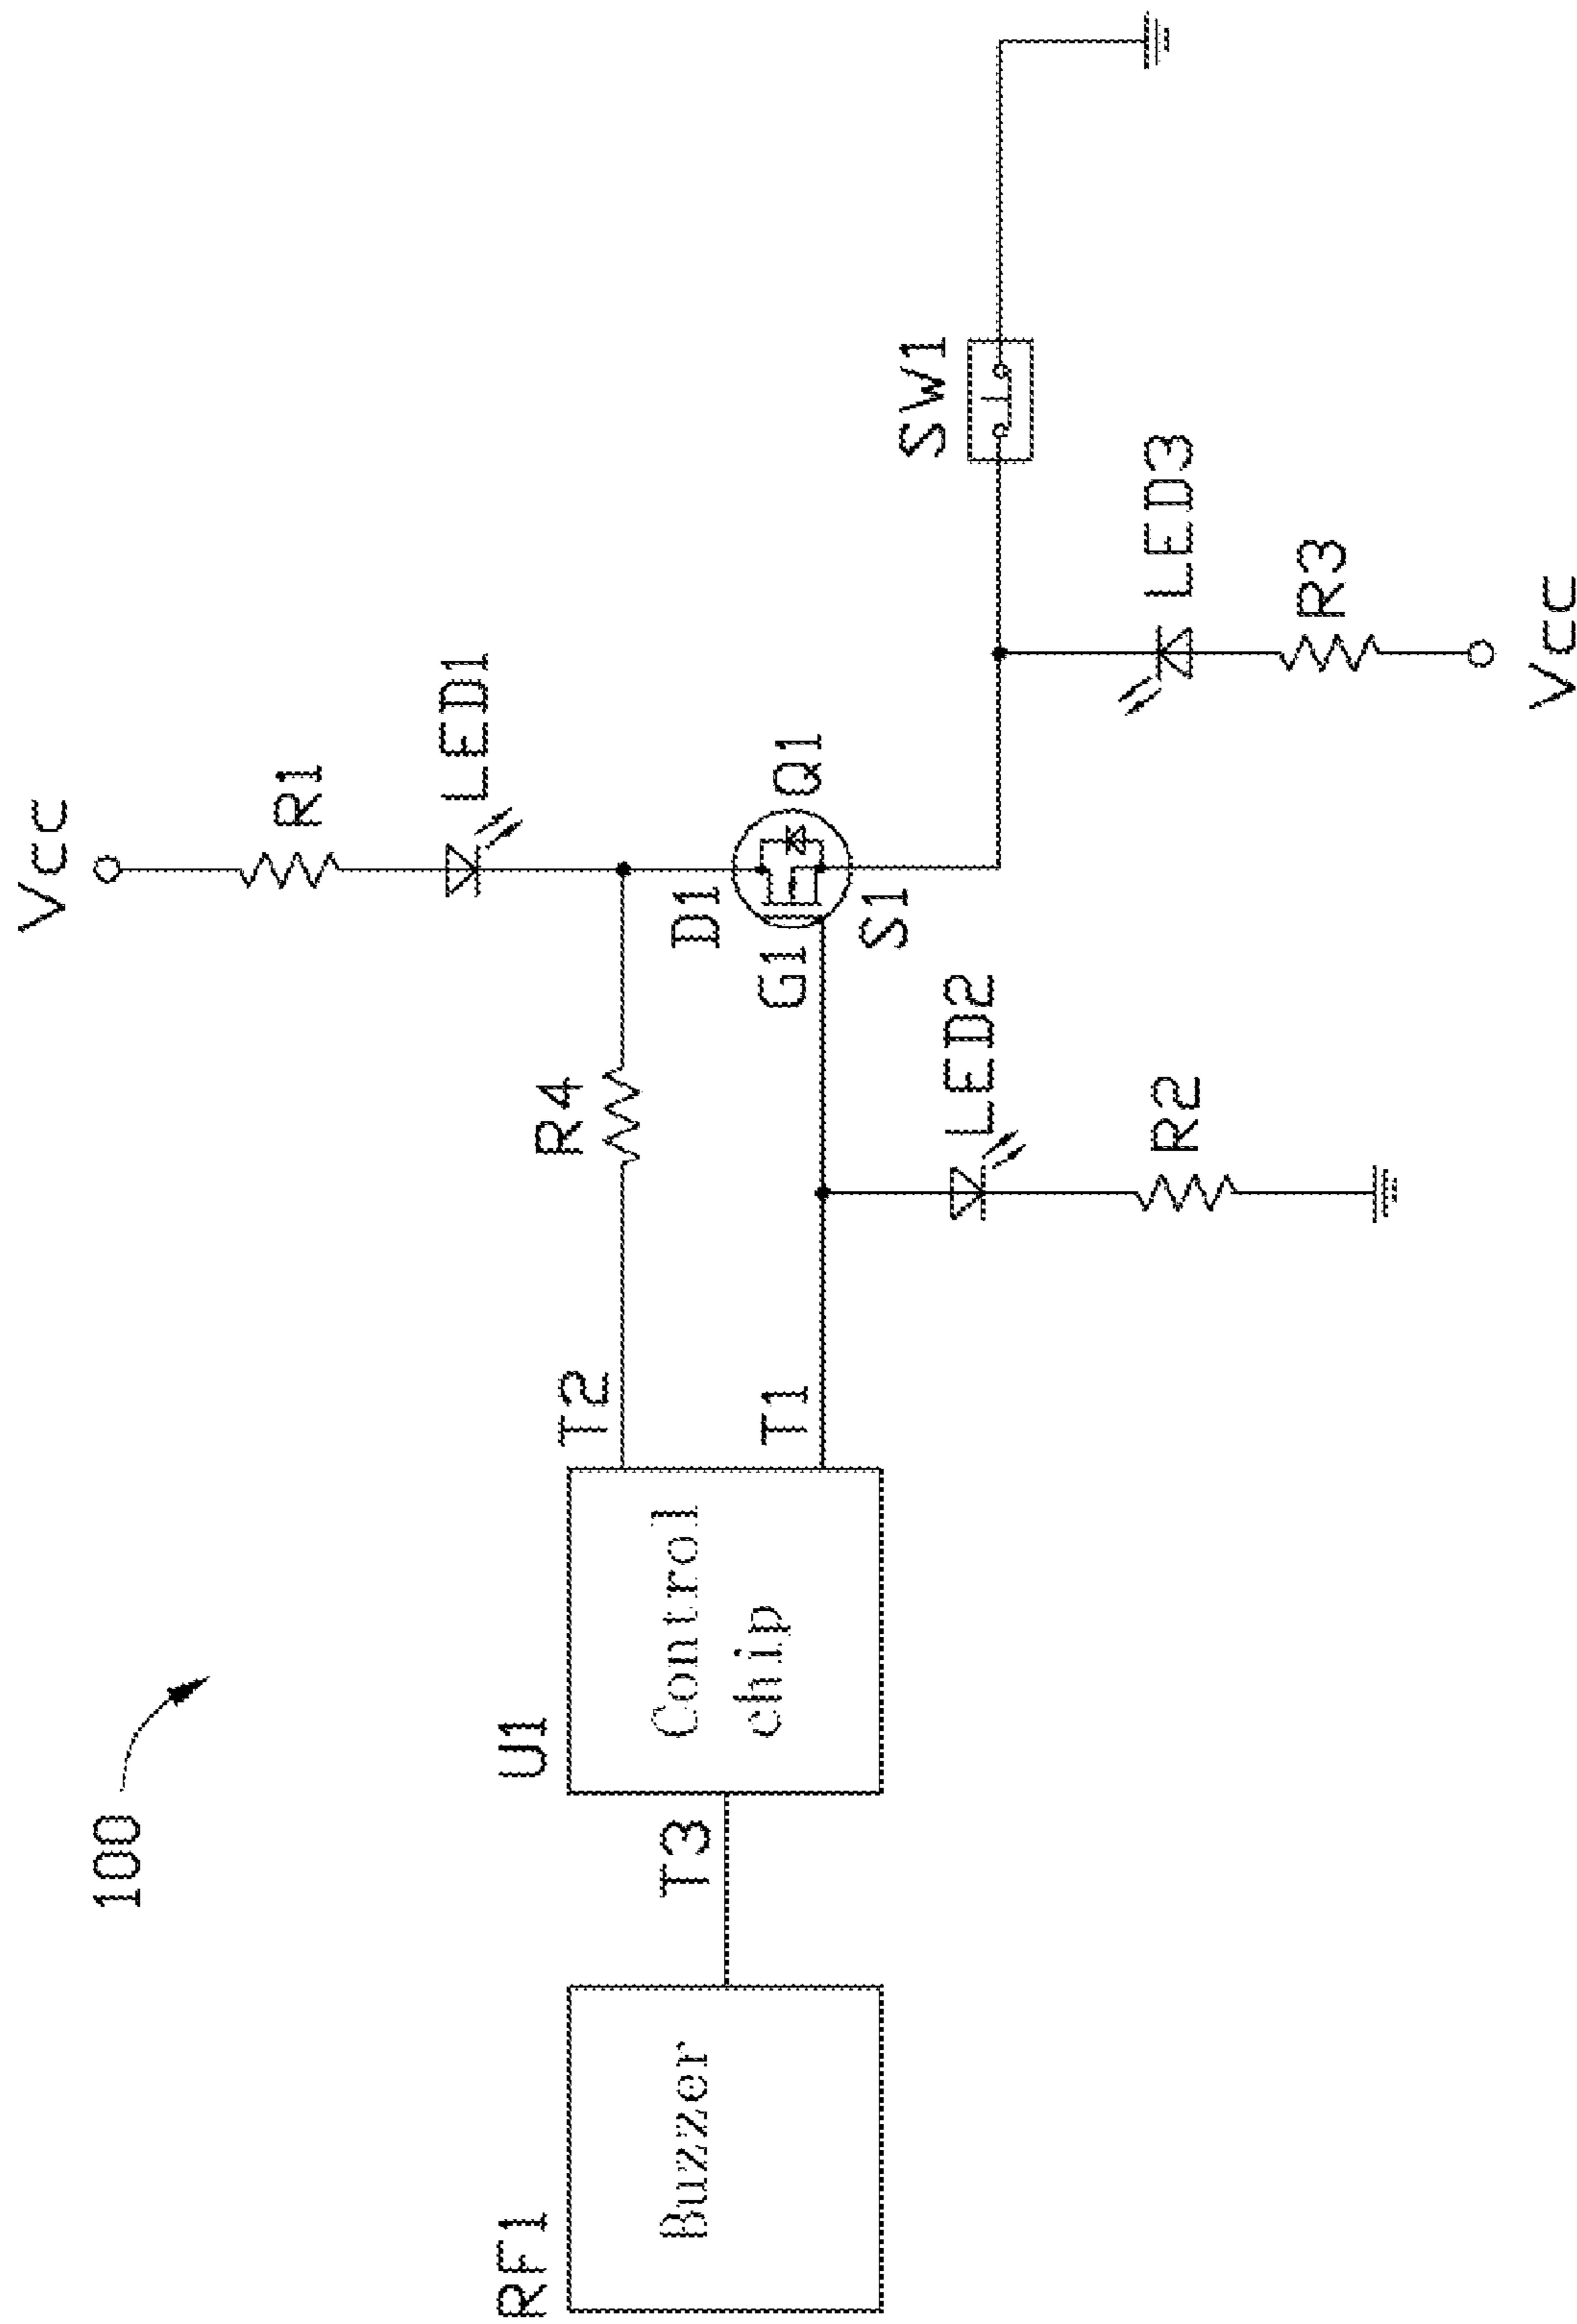 100
Vcc
R1
LED1
R4
T2
D1
Q1
G1
S1
SW1
LED3
R3
Vcc
LED2
R2
T1
U1
Control
chip
T3
RF1
Buzzer